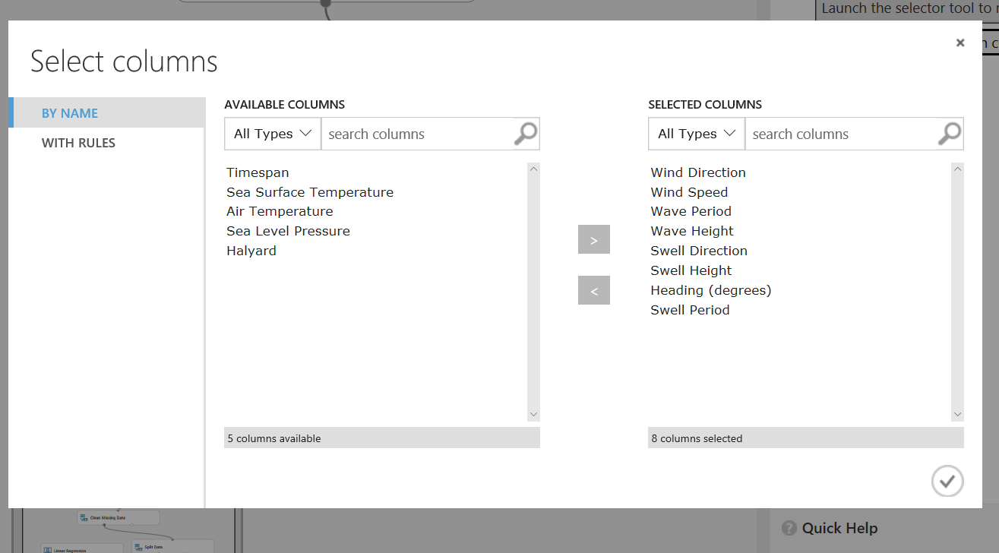 Launch the selector tool to
Select columns
BY NAME
WITH RULES
AVAILABLE COLUMNS
All Types
search columns
Timespan
Sea Surface Temperature
Air Temperature
Sea Level Pressure
Halyard
5 columns available
>
<
SELECTED COLUMNS
All Types
search columns
Wind Direction
Wind Speed
Wave Period
Wave Height
Swell Direction
Swell Height
Heading (degrees)
Swell Period
8 columns selected
Clean Missing Data
Linear Regression
Split Data
? Quick Help